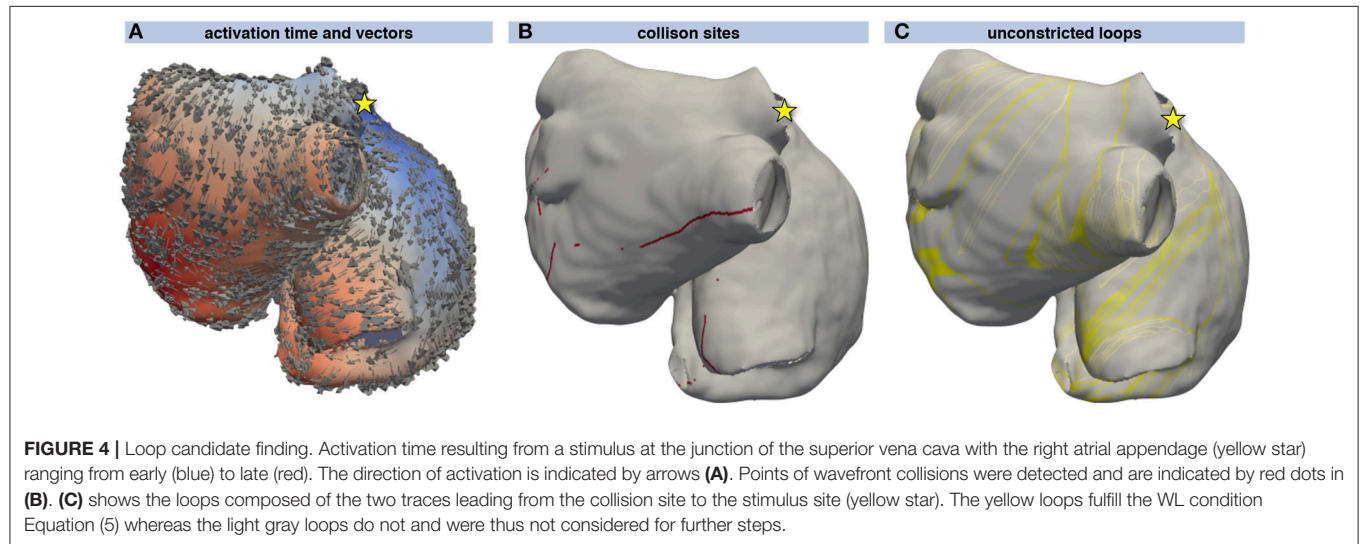 A activation time and vectors
B collison sites
C unconstricted loops
FIGURE 4 | Loop candidate finding. Activation time resulting from a stimulus at the junction of the superior vena cava with the right atrial appendage (yellow star)
ranging from early (blue) to late (red). The direction of activation is indicated by arrows (A). Points of wavefront collisions were detected and are indicated by red dots in
(B). (C) shows the loops composed of the two traces leading from the collision site to the stimulus site (yellow star). The yellow loops fulfill the WL condition
Equation (5) whereas the light gray loops do not and were thus not considered for further steps.